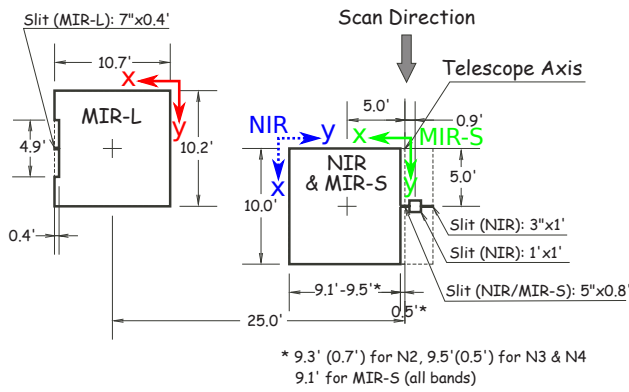 Scan Direction
Slit (MIR-L): 7"x0.4'
10.7'
x
MIR-L
y
4.9'
10.2'
0.4'
Telescope Axis
5.0'
0.9'
NIR
y
x
MIR-S
x
y
NIR
& MIR-S
10.0'
5.0'
Slit (NIR): 3"x1'
Slit (NIR): 1'x1'
Slit (NIR/MIR-S): 5"x0.8'
9.1'-9.5'*
0.5'*
25.0'
* 9.3' (0.7') for N2, 9.5'(0.5') for N3 & N4
9.1' for MIR-S (all bands)